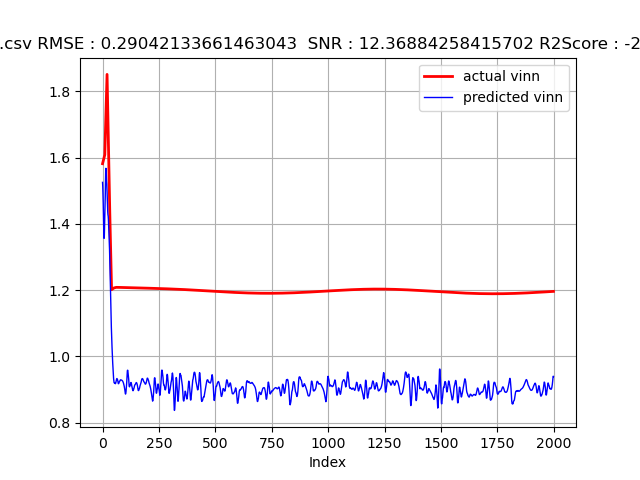 .csv RMSE : 0.29042133661463043  SNR : 12.36884258415702 R2Score : -2
actual vinn
predicted vinn
1.8
1.6
1.4
1.2
1.0
0.8
0 250 500 750 1000 1250 1500 1750 2000
Index